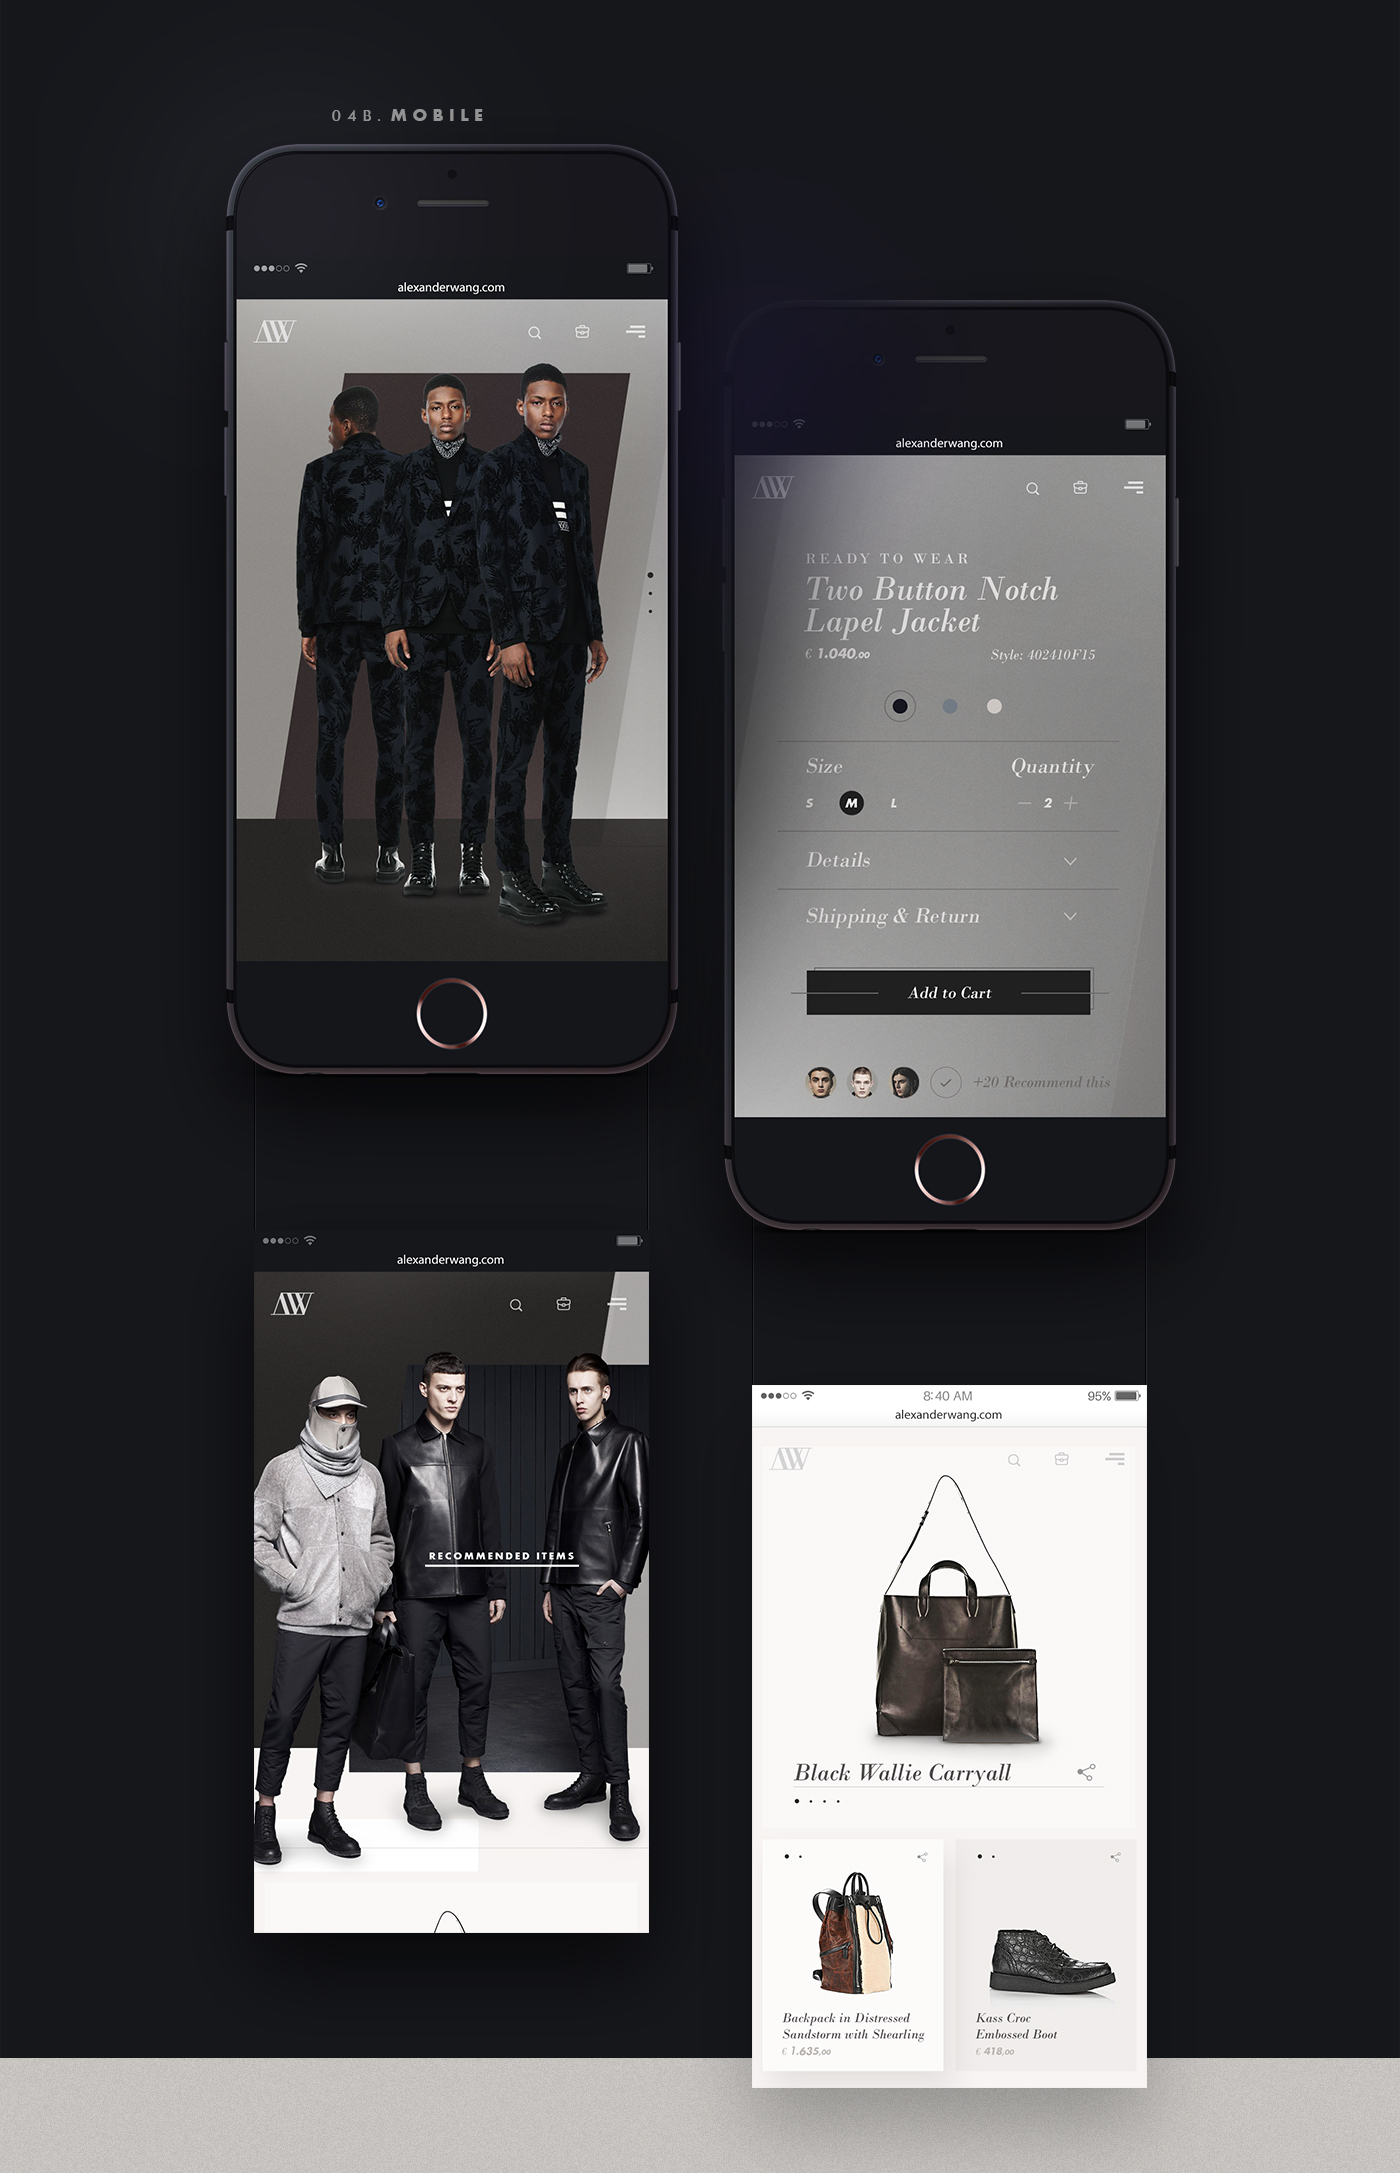 04B. MOBILE
alexanderwang.com
AW
alexanderwang.com
AW
READY TO WEAR
Two Button Notch
Lapel Jacket
€ 1.040,00 Style: 402410F15
Size Quantity
S M L — 2 +
Details
Shipping & Return
Add to Cart
+20 Recommend this
alexanderwang.com
AW
RECOMMENDED ITEMS
8:40 AM 95%
alexanderwang.com
AW
Black Wallie Carryall
Backpack in Distressed
Sandstorm with Shearling
€ 1.635,00
Kass Croc
Embossed Boot
€ 418,00